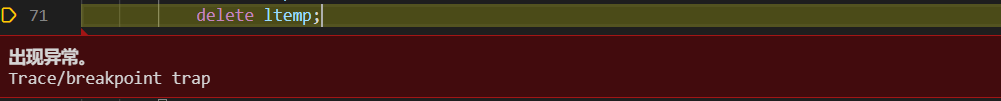 71 delete ltemp;
出现异常。
Trace/breakpoint trap